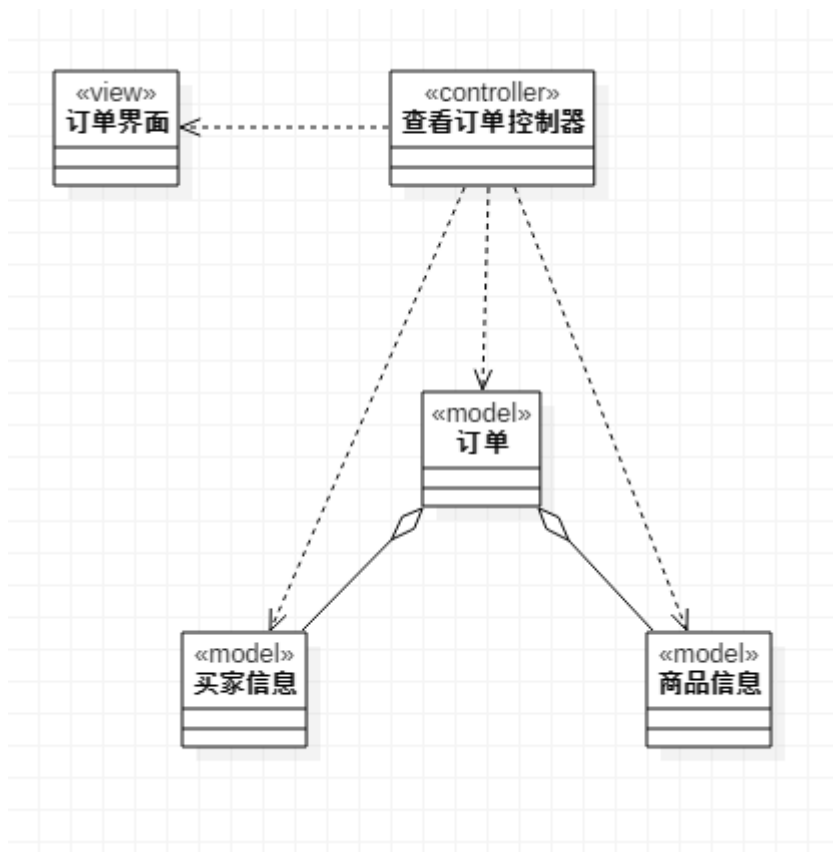 «view»
订单界面
«controller»
查看订单控制器
«model»
订单
«model»
买家信息
«model»
商品信息